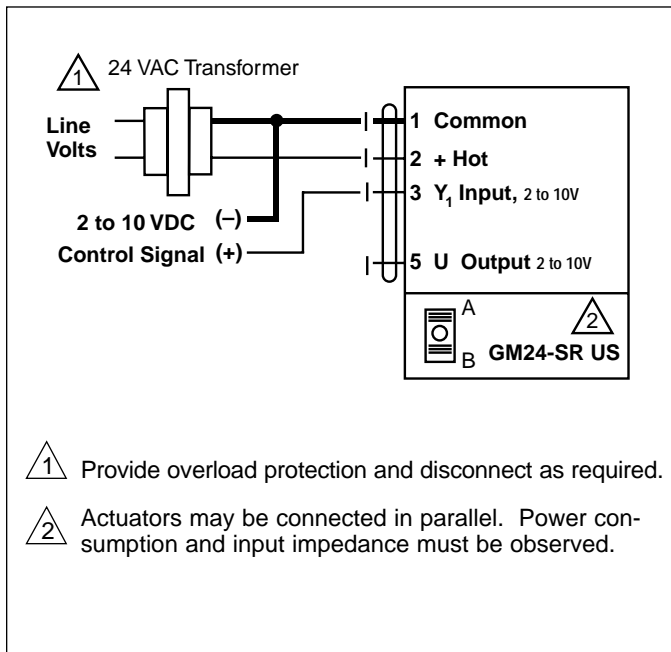 1 24 VAC Transformer
Line
Volts
1 Common
2 + Hot
3 Y1 Input, 2 to 10V
2 to 10 VDC (–)
Control Signal (+)
5 U Output 2 to 10V
A
B
2
GM24-SR US
1 Provide overload protection and disconnect as required.
2 Actuators may be connected in parallel. Power con-
sumption and input impedance must be observed.